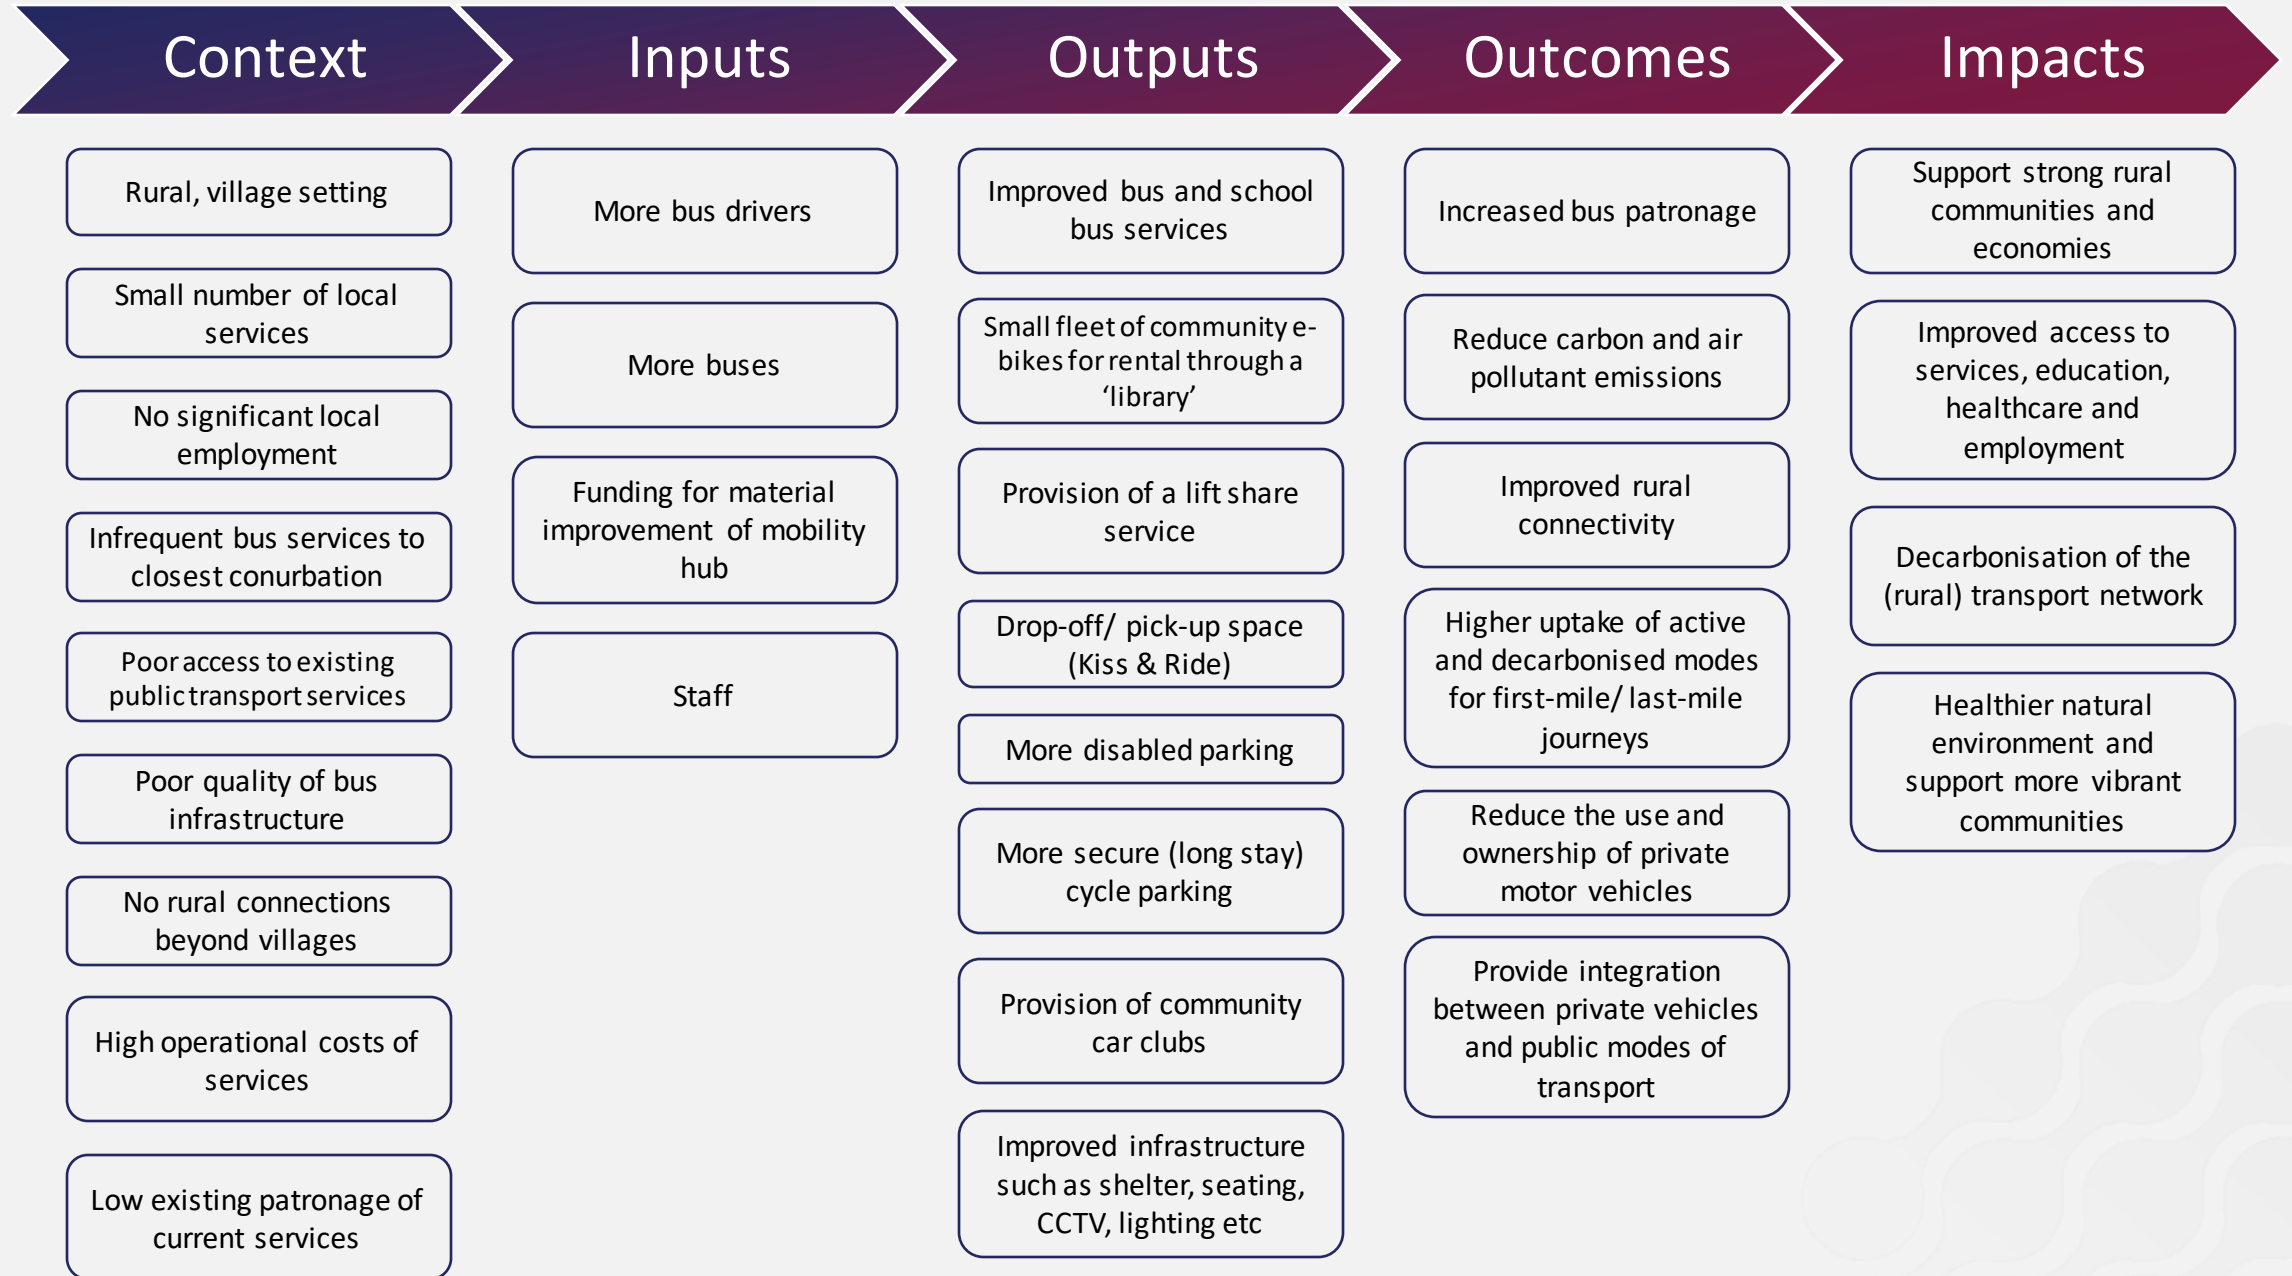 Context
Inputs
Outputs
Outcomes
Impacts
Rural, village setting
Small number of local
services
No significant local
employment
Infrequent bus services to
closest conurbation
Poor access to existing
public transport services
Poor quality of bus
infrastructure
No rural connections
beyond villages
High operational costs of
services
Low existing patronage of
current services
More bus drivers
More buses
Funding for material
improvement of mobility
hub
Staff
Improved bus and school
bus services
Small fleet of community e-
bikes for rental through a
‘library’
Provision of a lift share
service
Drop-off/ pick-up space
(Kiss & Ride)
More disabled parking
More secure (long stay)
cycle parking
Provision of community
car clubs
Improved infrastructure
such as shelter, seating,
CCTV, lighting etc
Increased bus patronage
Reduce carbon and air
pollutant emissions
Improved rural
connectivity
Higher uptake of active
and decarbonised modes
for first-mile/ last-mile
journeys
Reduce the use and
ownership of private
motor vehicles
Provide integration
between private vehicles
and public modes of
transport
Support strong rural
communities and
economies
Improved access to
services, education,
healthcare and
employment
Decarbonisation of the
(rural) transport network
Healthier natural
environment and
support more vibrant
communities